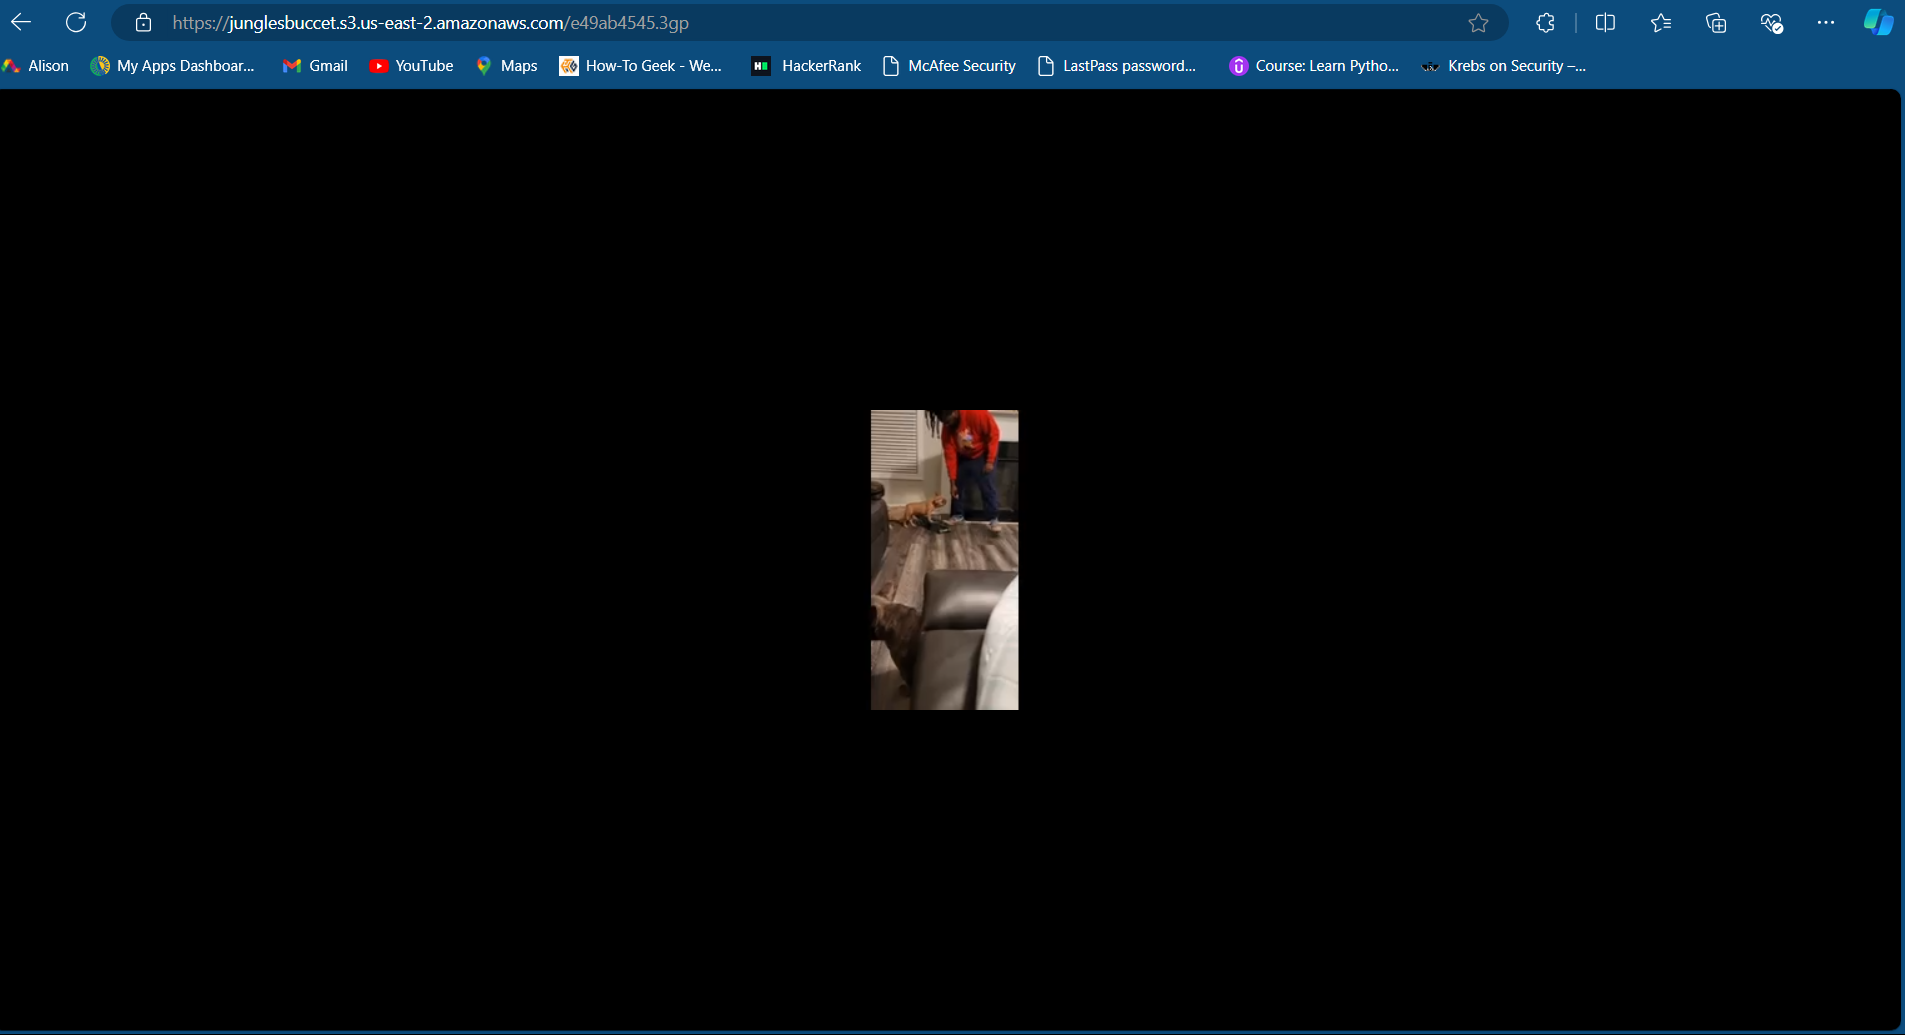 https://junglesbuccet.s3.us-east-2.amazonaws.com/e49ab4545.3gp
Alison My Apps Dashboar... Gmail YouTube Maps How-To Geek - We... HackerRank McAfee Security LastPass password... Course: Learn Pytho... Krebs on Security –...